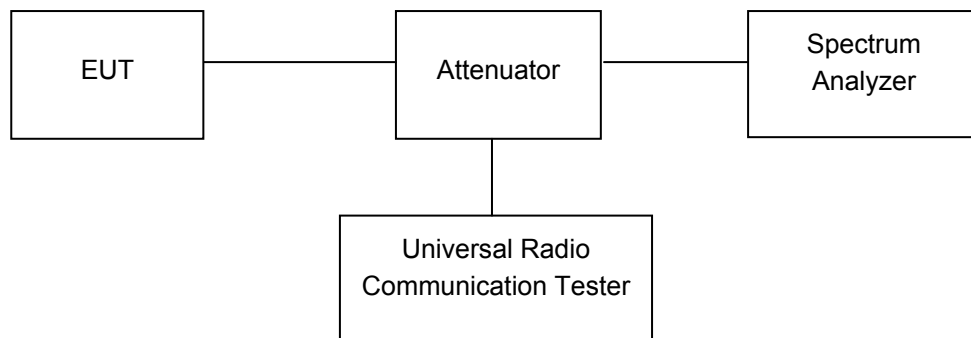 EUT
Attenuator
Spectrum
Analyzer
Universal Radio
Communication Tester